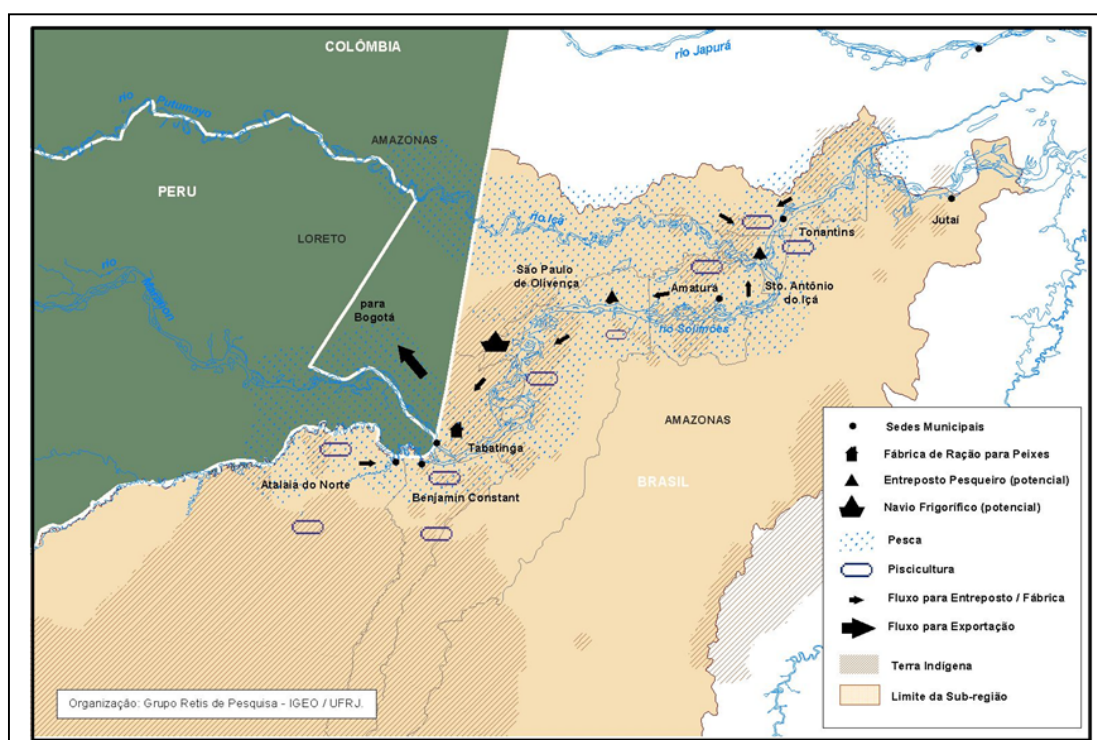 COLÔMBIA
rio Japurá
rio Putumayo
AMAZONAS
PERU
LORETO
rio Içá
Tonantins
Jutaí
rio
São Paulo
de Olivença
Amaturá
Sto. Antônio
do Içá
para
Bogotá
rio Solimões
AMAZONAS
Tabatinga
Atalaia do Norte
Benjamin Constant
BRASIL
Sedes Municipais
Fábrica de Ração para Peixes
Entreposto Pesqueiro (potencial)
Navio Frigorífico (potencial)
Pesca
Piscicultura
Fluxo para Entreposto / Fábrica
Fluxo para Exportação
Terra Indígena
Limite da Sub-região
Organização: Grupo Retis de Pesquisa - IGEO / UFRJ.